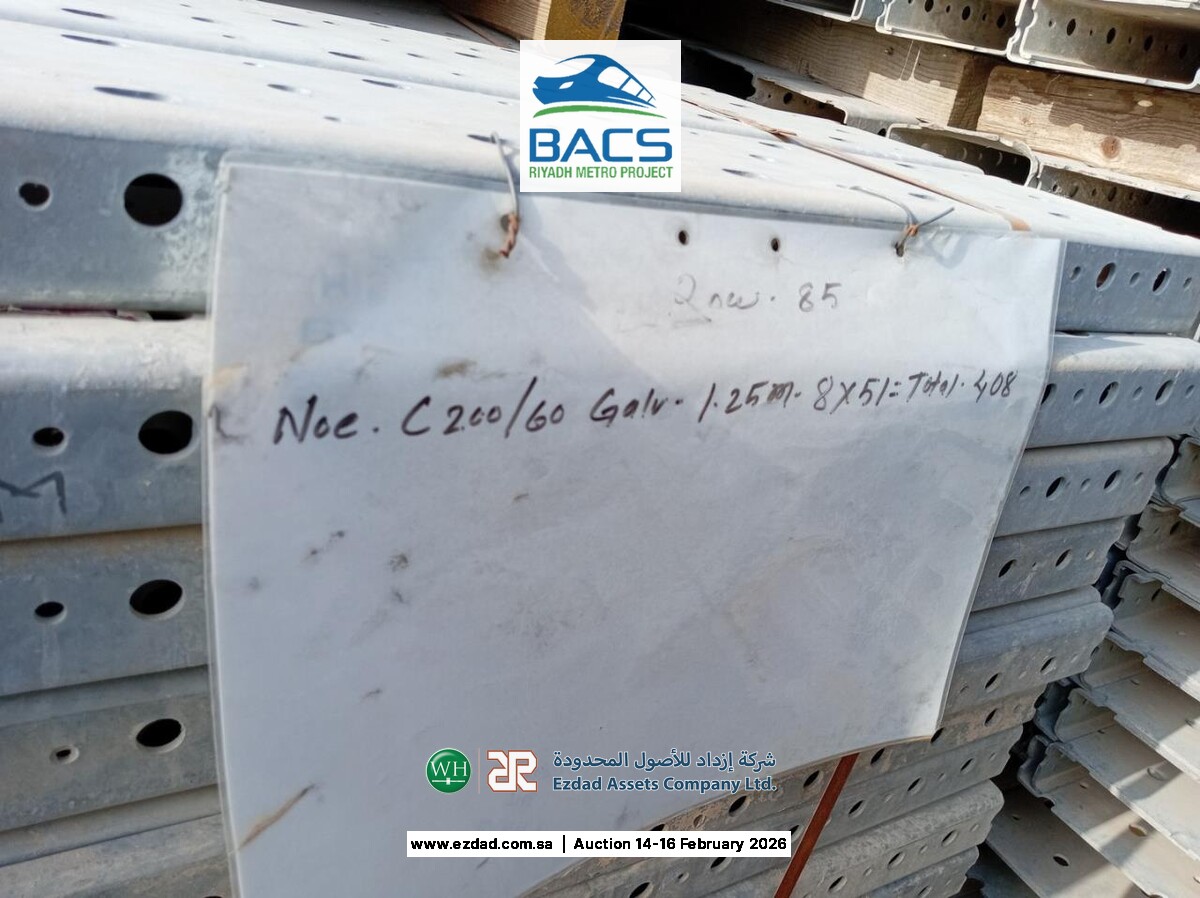 BACS
RIYADH METRO PROJECT
85
Noe. C200/60 Galv. 1.25m. 8X51=Total. 408
M
WH
شركة إزداد للأصول المحدودة
Ezdad Assets Company Ltd.
www.ezdad.com.sa | Auction 14-16 February 2026